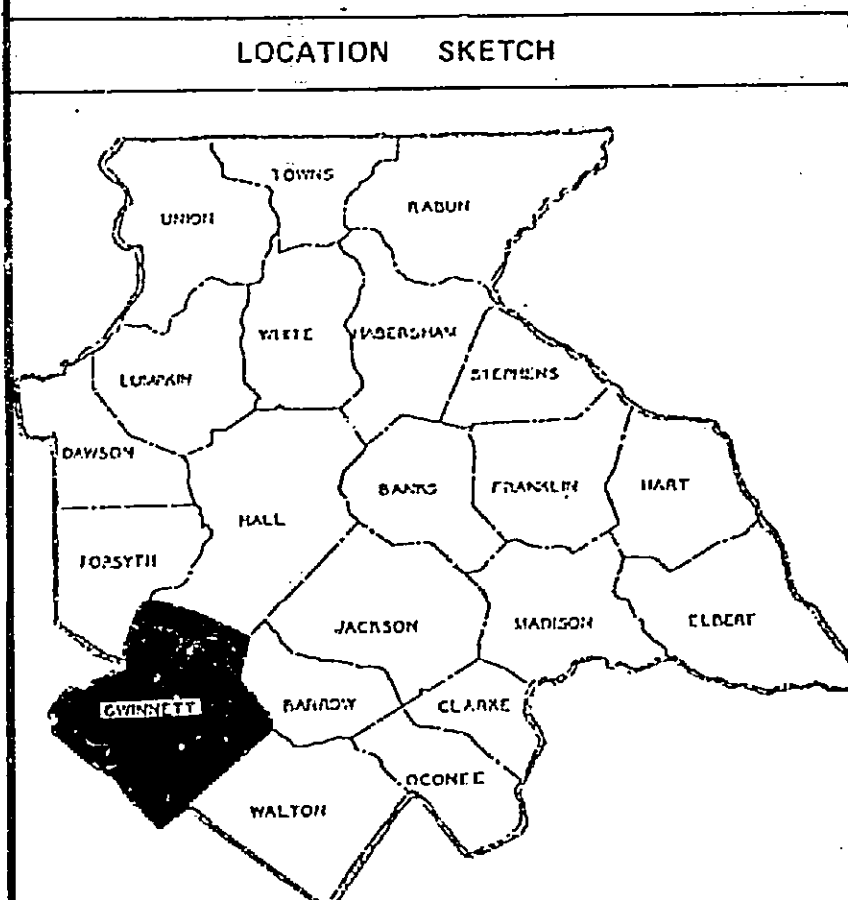 LOCATION SKETCH
TOWNS
RABUN
UNION
WHITE
HABERSHAM
LUMPKIN
STEPHENS
DAWSON
BANKS
FRANKLIN
HART
HALL
FORSYTH
JACKSON
MADISON
ELBERT
GWINNETT
BARROW
CLARKE
OCONEE
WALTON